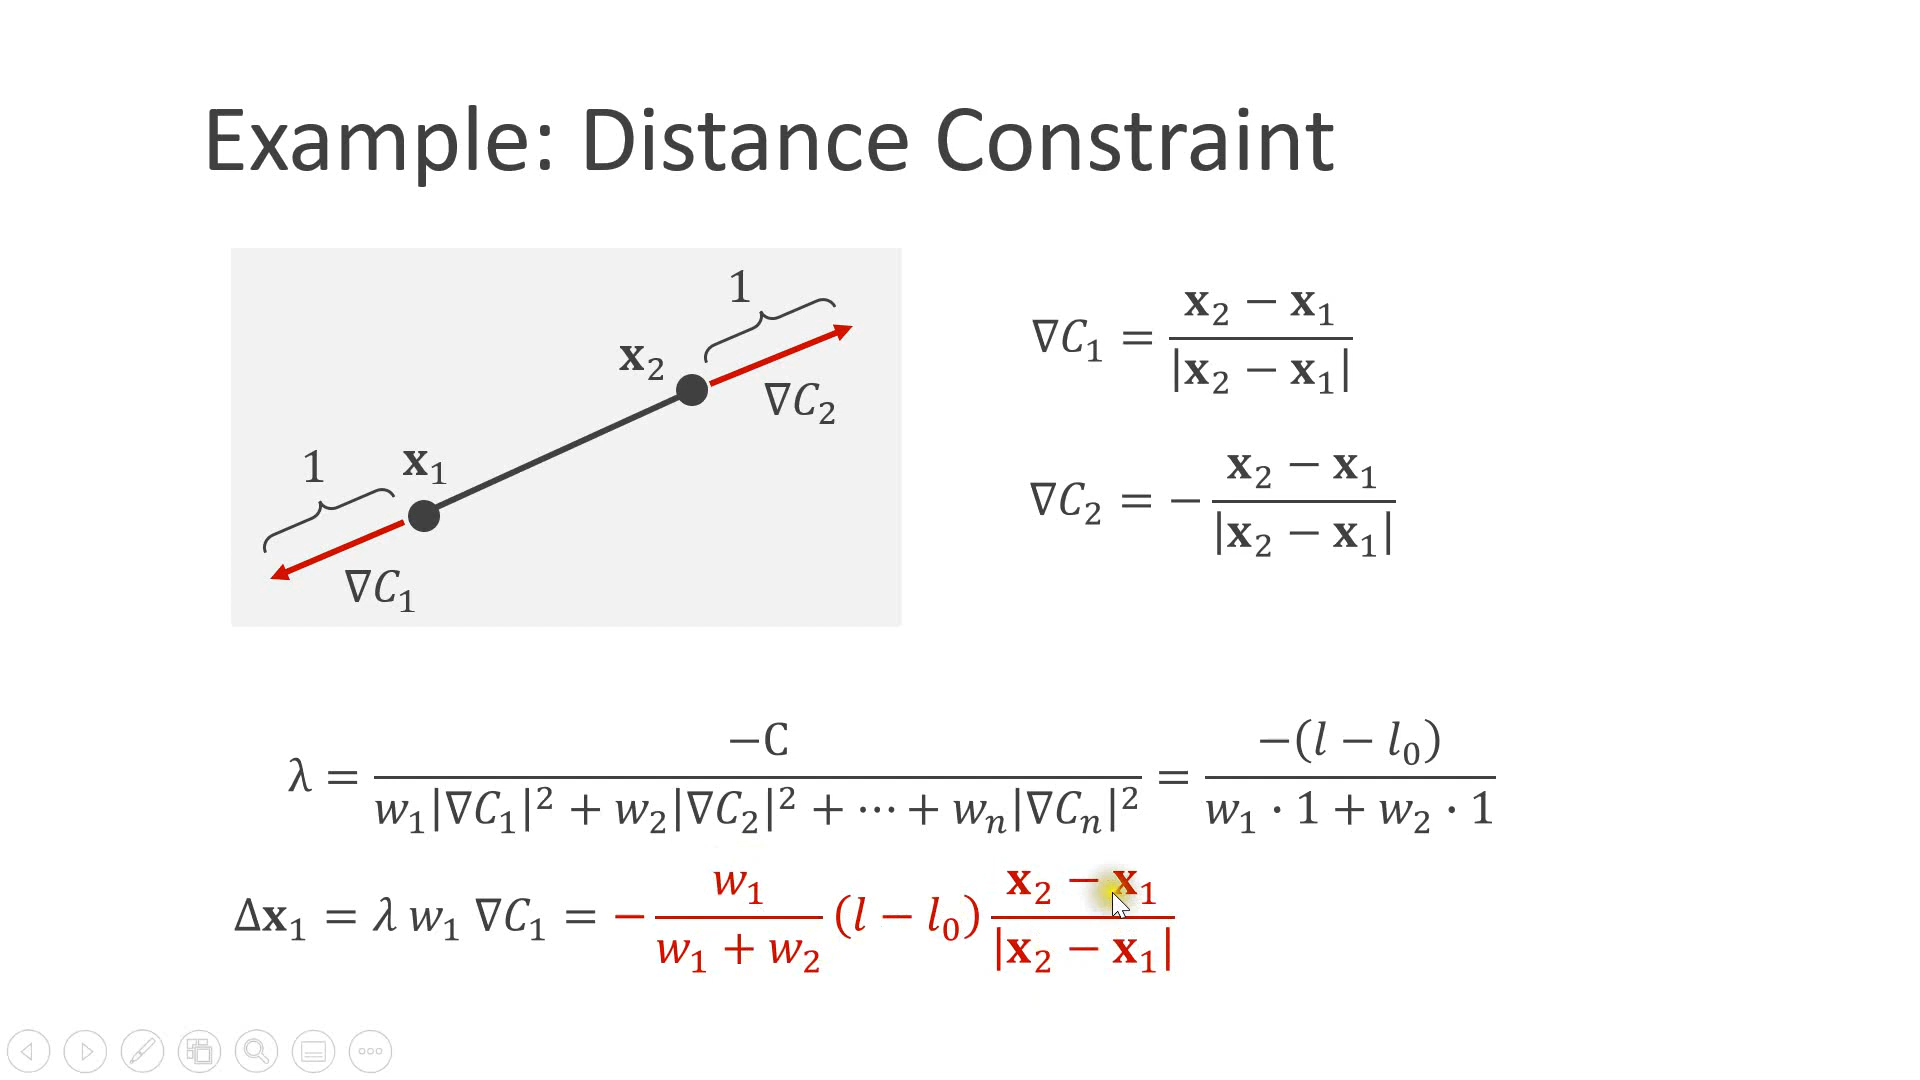 Example: Distance Constraint
1
x₂
∇C₂
1
x₁
∇C₁
∇C₁ = (x₂ − x₁) / |x₂ − x₁|
∇C₂ = − (x₂ − x₁) / |x₂ − x₁|
λ = −C / (w₁|∇C₁|² + w₂|∇C₂|² + ⋯ + wₙ|∇Cₙ|²) = −(l − l₀) / (w₁ · 1 + w₂ · 1)
Δx₁ = λ w₁ ∇C₁ = − w₁ / (w₁ + w₂) (l − l₀) (x₂ − x₁) / |x₂ − x₁|